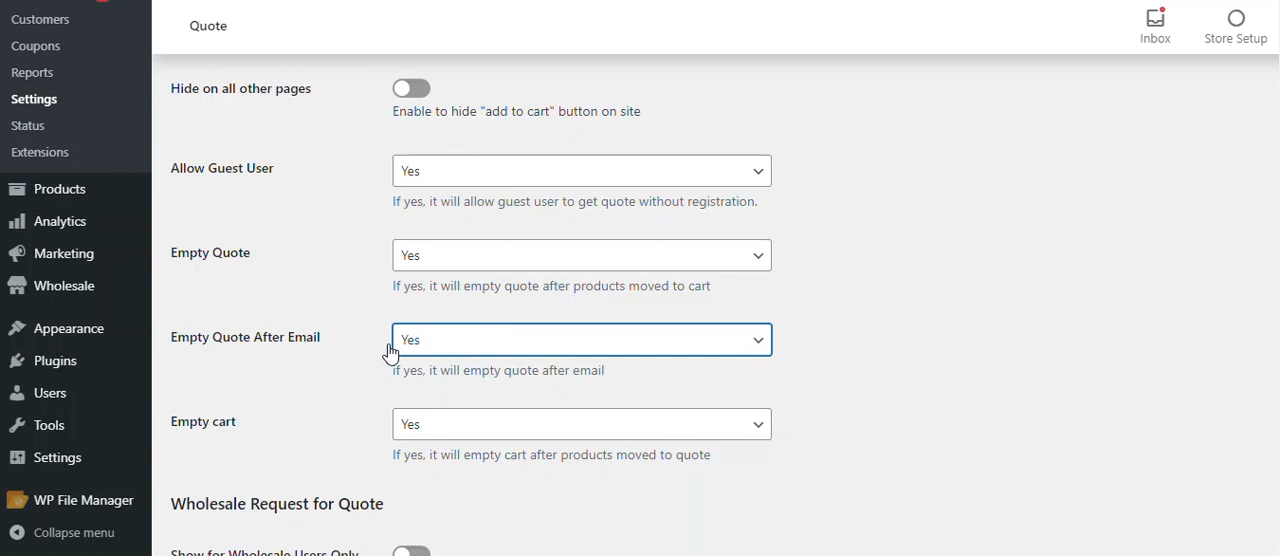 Customers
Coupons
Reports
Settings
Status
Extensions
Products
Analytics
Marketing
Wholesale
Appearance
Plugins
Users
Tools
Settings
WP File Manager
Collapse menu
Quote
Inbox
Store Setup
Hide on all other pages
Enable to hide "add to cart" button on site
Allow Guest User
Yes
If yes, it will allow guest user to get quote without registration.
Empty Quote
Yes
If yes, it will empty quote after products moved to cart
Empty Quote After Email
Yes
If yes, it will empty quote after email
Empty cart
Yes
If yes, it will empty cart after products moved to quote
Wholesale Request for Quote
Show for Wholesale Users Only